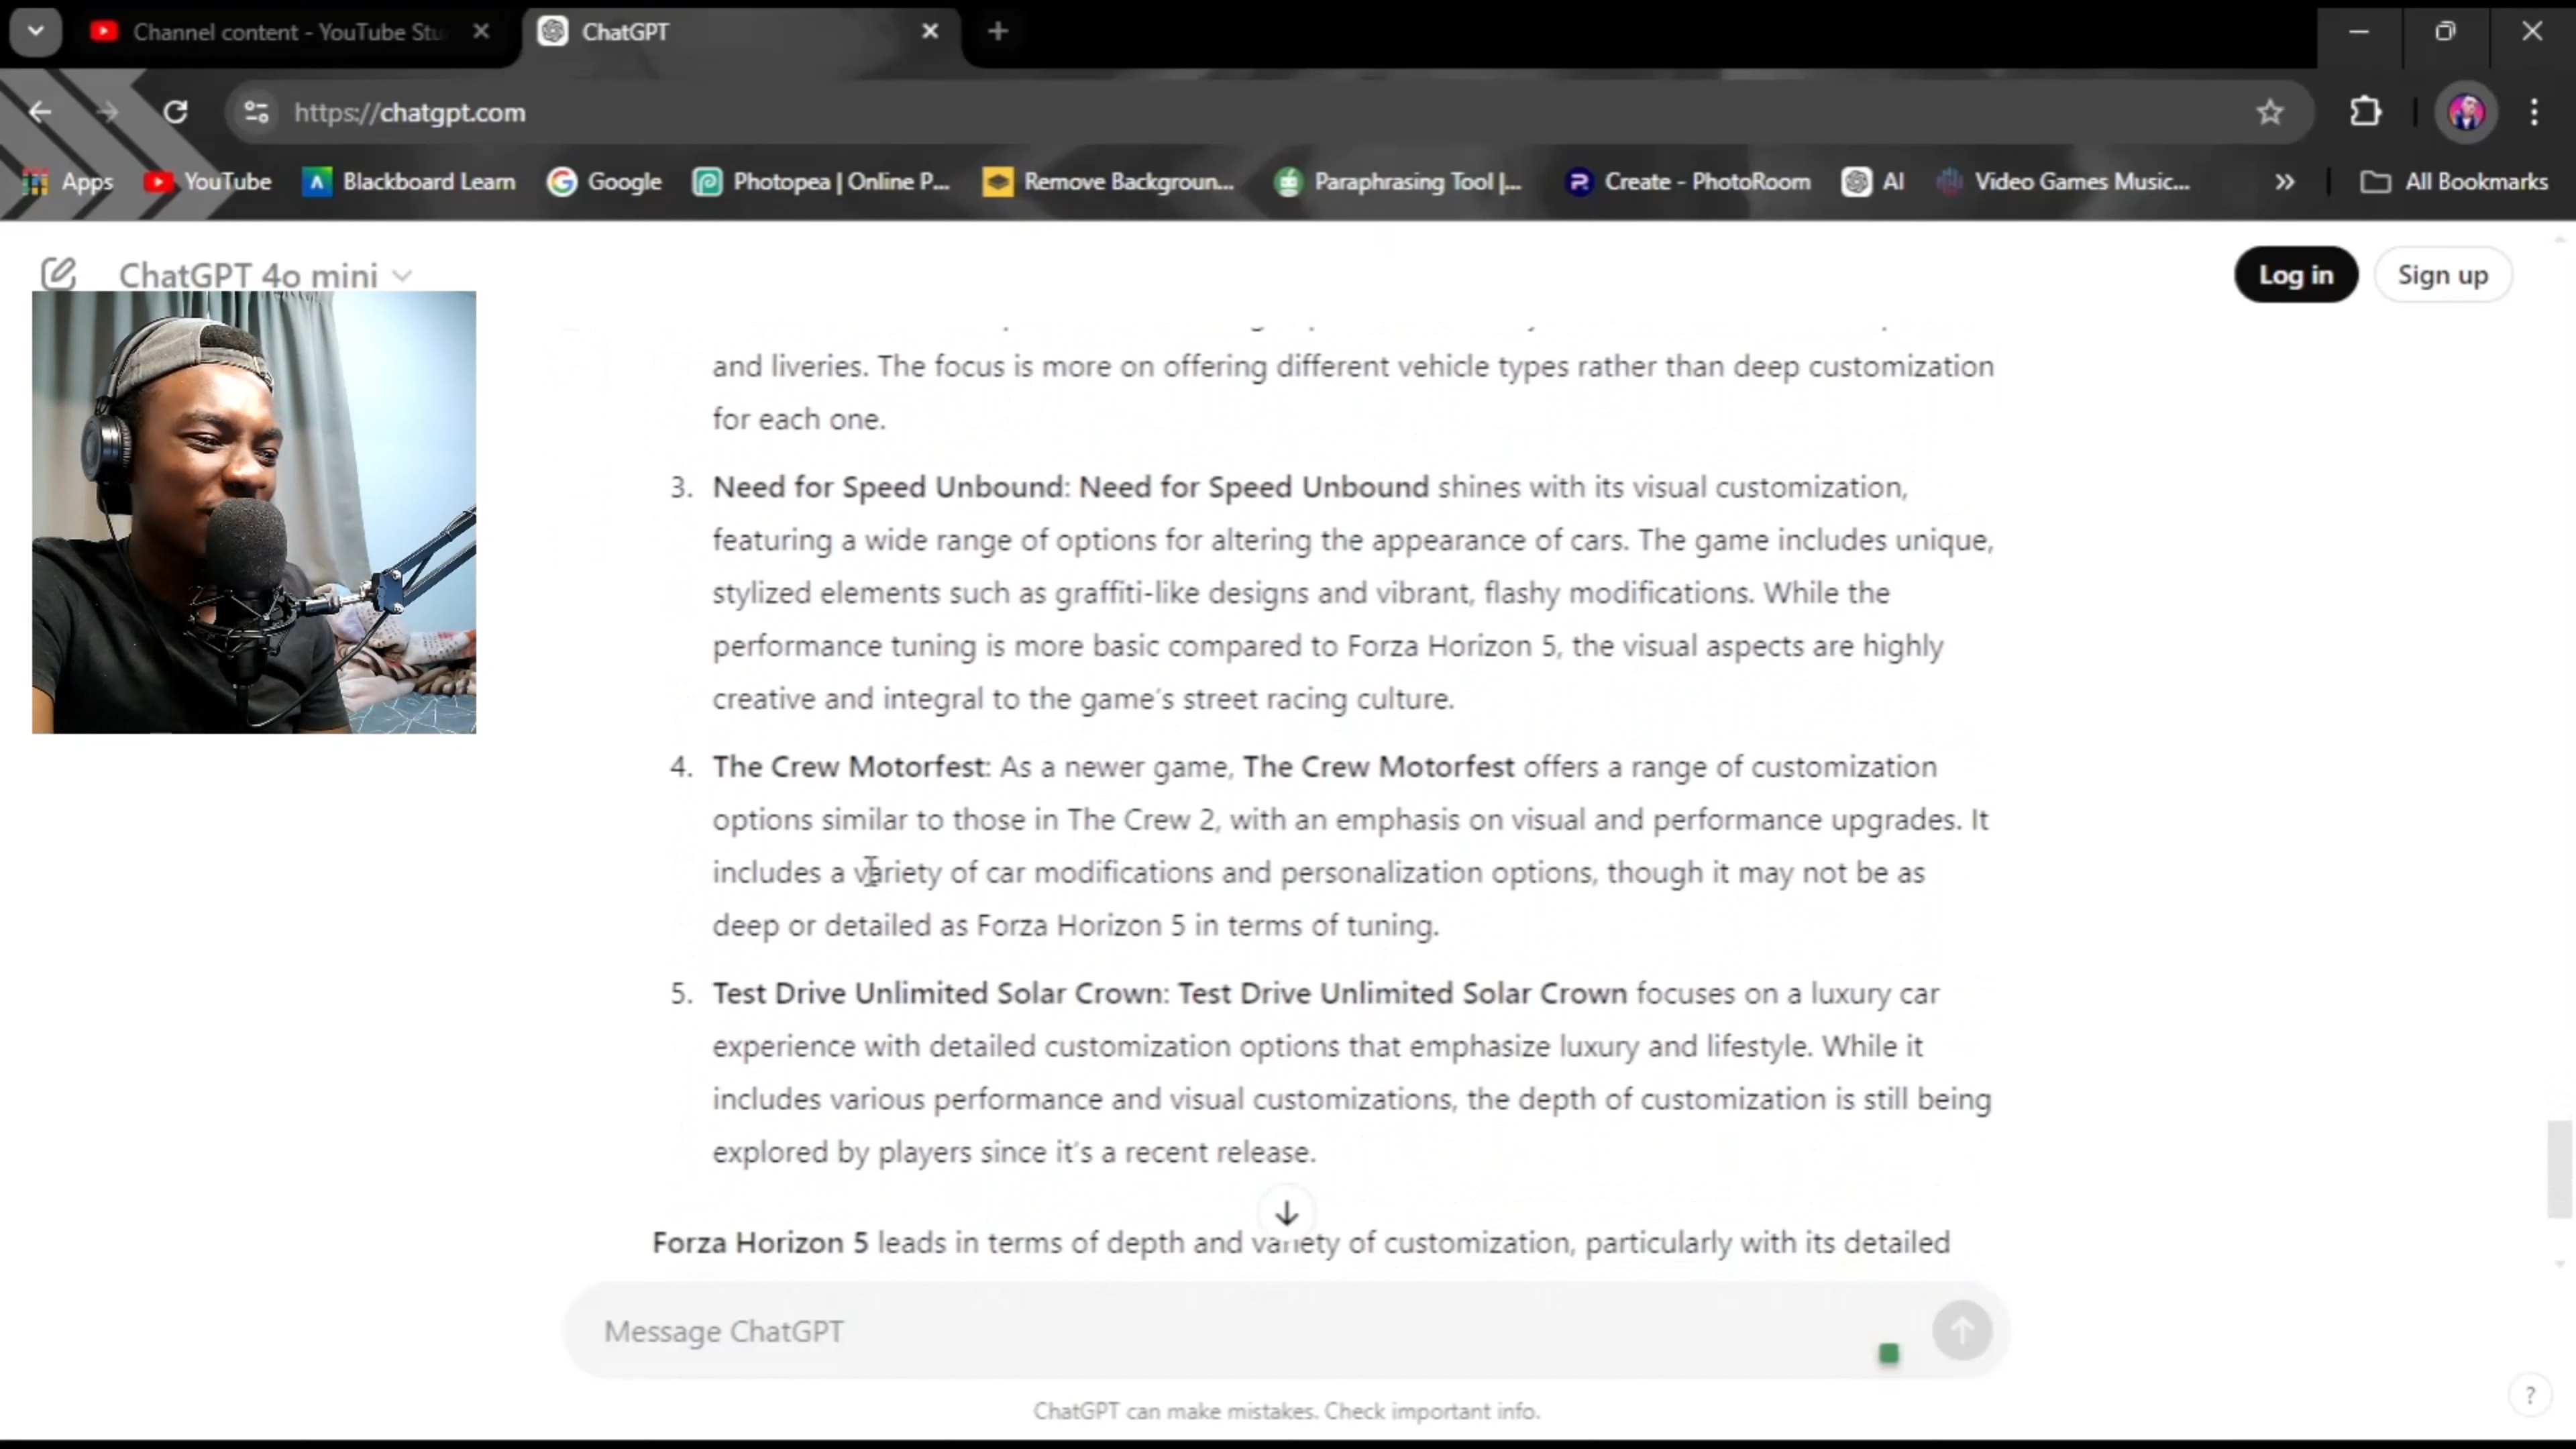 Channel content - YouTube Stu
ChatGPT
https://chatgpt.com
Apps
YouTube
Blackboard Learn
Google
Photopea | Online P...
Remove Backgroun...
Paraphrasing Tool |...
Create - PhotoRoom
AI
Video Games Music...
All Bookmarks
ChatGPT 4o mini
Log in
Sign up
and liveries. The focus is more on offering different vehicle types rather than deep customization
for each one.
3. Need for Speed Unbound: Need for Speed Unbound shines with its visual customization,
featuring a wide range of options for altering the appearance of cars. The game includes unique,
stylized elements such as graffiti-like designs and vibrant, flashy modifications. While the
performance tuning is more basic compared to Forza Horizon 5, the visual aspects are highly
creative and integral to the game's street racing culture.
4. The Crew Motorfest: As a newer game, The Crew Motorfest offers a range of customization
options similar to those in The Crew 2, with an emphasis on visual and performance upgrades. It
includes a variety of car modifications and personalization options, though it may not be as
deep or detailed as Forza Horizon 5 in terms of tuning.
5. Test Drive Unlimited Solar Crown: Test Drive Unlimited Solar Crown focuses on a luxury car
experience with detailed customization options that emphasize luxury and lifestyle. While it
includes various performance and visual customizations, the depth of customization is still being
explored by players since it's a recent release.
Forza Horizon 5 leads in terms of depth and variety of customization, particularly with its detailed
Message ChatGPT
ChatGPT can make mistakes. Check important info.
?